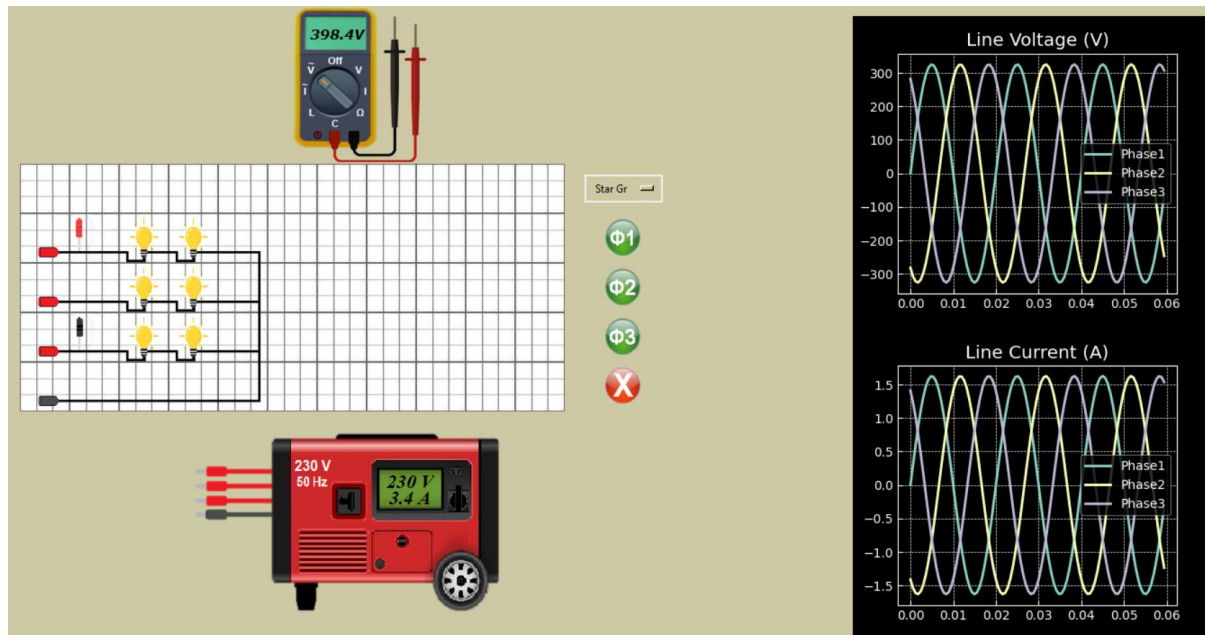 398.4V
Off
Ṽ
V
Ĩ
I
L
Ω
C
Star Gr
Φ1
Φ2
Φ3
X
230 V
50 Hz
230 V
3.4 A
Line Voltage (V)
300
200
100
0
−100
−200
−300
Phase1
Phase2
Phase3
0.00 0.01 0.02 0.03 0.04 0.05 0.06
Line Current (A)
1.5
1.0
0.5
0.0
−0.5
−1.0
−1.5
Phase1
Phase2
Phase3
0.00 0.01 0.02 0.03 0.04 0.05 0.06